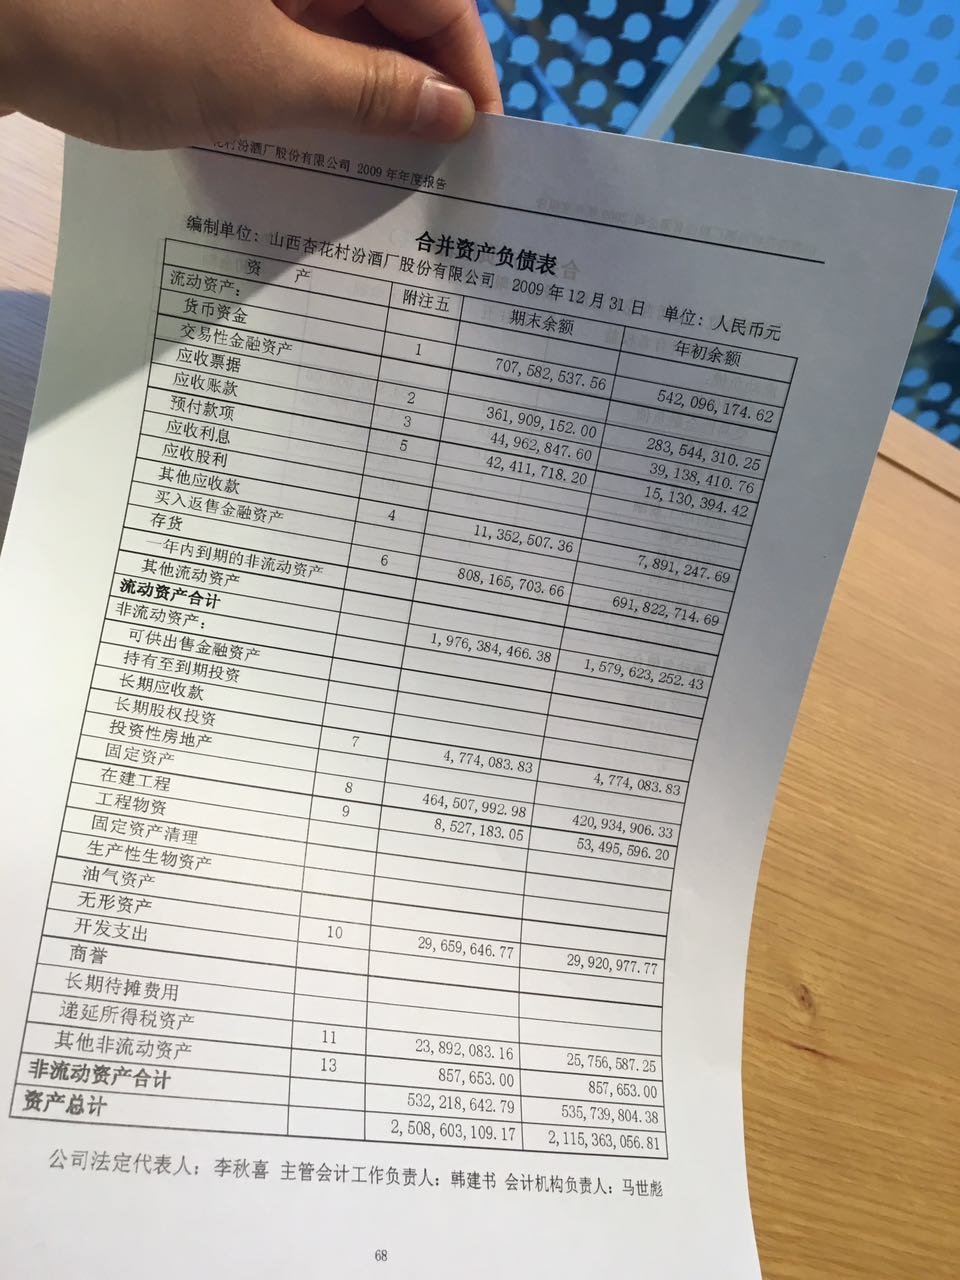 村汾酒厂股份有限公司 2009 年年度报告
合并资产负债表
编制单位：山西杏花村汾酒厂股份有限公司 2009 年 12 月 31 日 单位：人民币元
资 产 附注五 期末余额 年初余额
流动资产：
货币资金 1 707,582,537.56 542,096,174.62
交易性金融资产
应收票据 2 361,909,152.00 283,544,310.25
应收账款 3 44,962,847.60 39,138,410.76
预付款项 5 42,411,718.20 15,130,394.42
应收利息
应收股利
其他应收款 4 11,352,507.36 7,891,247.69
买入返售金融资产
存货 6 808,165,703.66 691,822,714.69
一年内到期的非流动资产
其他流动资产
流动资产合计 1,976,384,466.38 1,579,623,252.43
非流动资产：
可供出售金融资产
持有至到期投资
长期应收款
长期股权投资 7 4,774,083.83 4,774,083.83
投资性房地产
固定资产 8 464,507,992.98 420,934,906.33
在建工程 9 8,527,183.05 53,495,596.20
工程物资
固定资产清理
生产性生物资产
油气资产
无形资产 10 29,659,646.77 29,920,977.77
开发支出
商誉
长期待摊费用
递延所得税资产 11 23,892,083.16 25,756,587.25
其他非流动资产 13 857,653.00 857,653.00
非流动资产合计 532,218,642.79 535,739,804.38
资产总计 2,508,603,109.17 2,115,363,056.81
公司法定代表人：李秋喜 主管会计工作负责人：韩建书 会计机构负责人：马世彪
68